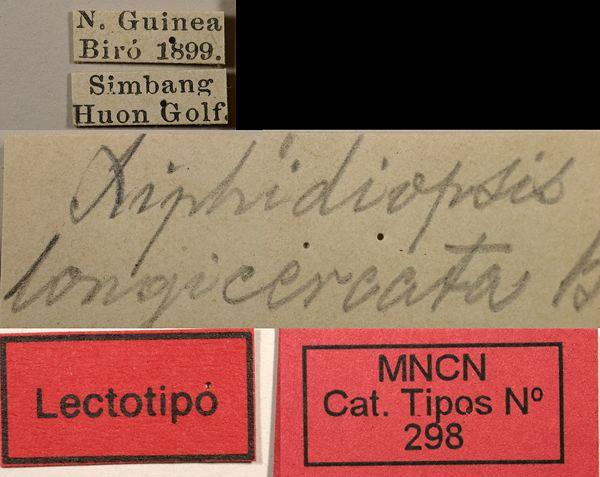 N. Guinea
Biró 1899.
Simbang
Huon Golf.
Xiphidiopsis
longicercata B
Lectotipo
MNCN
Cat. Tipos Nº
298